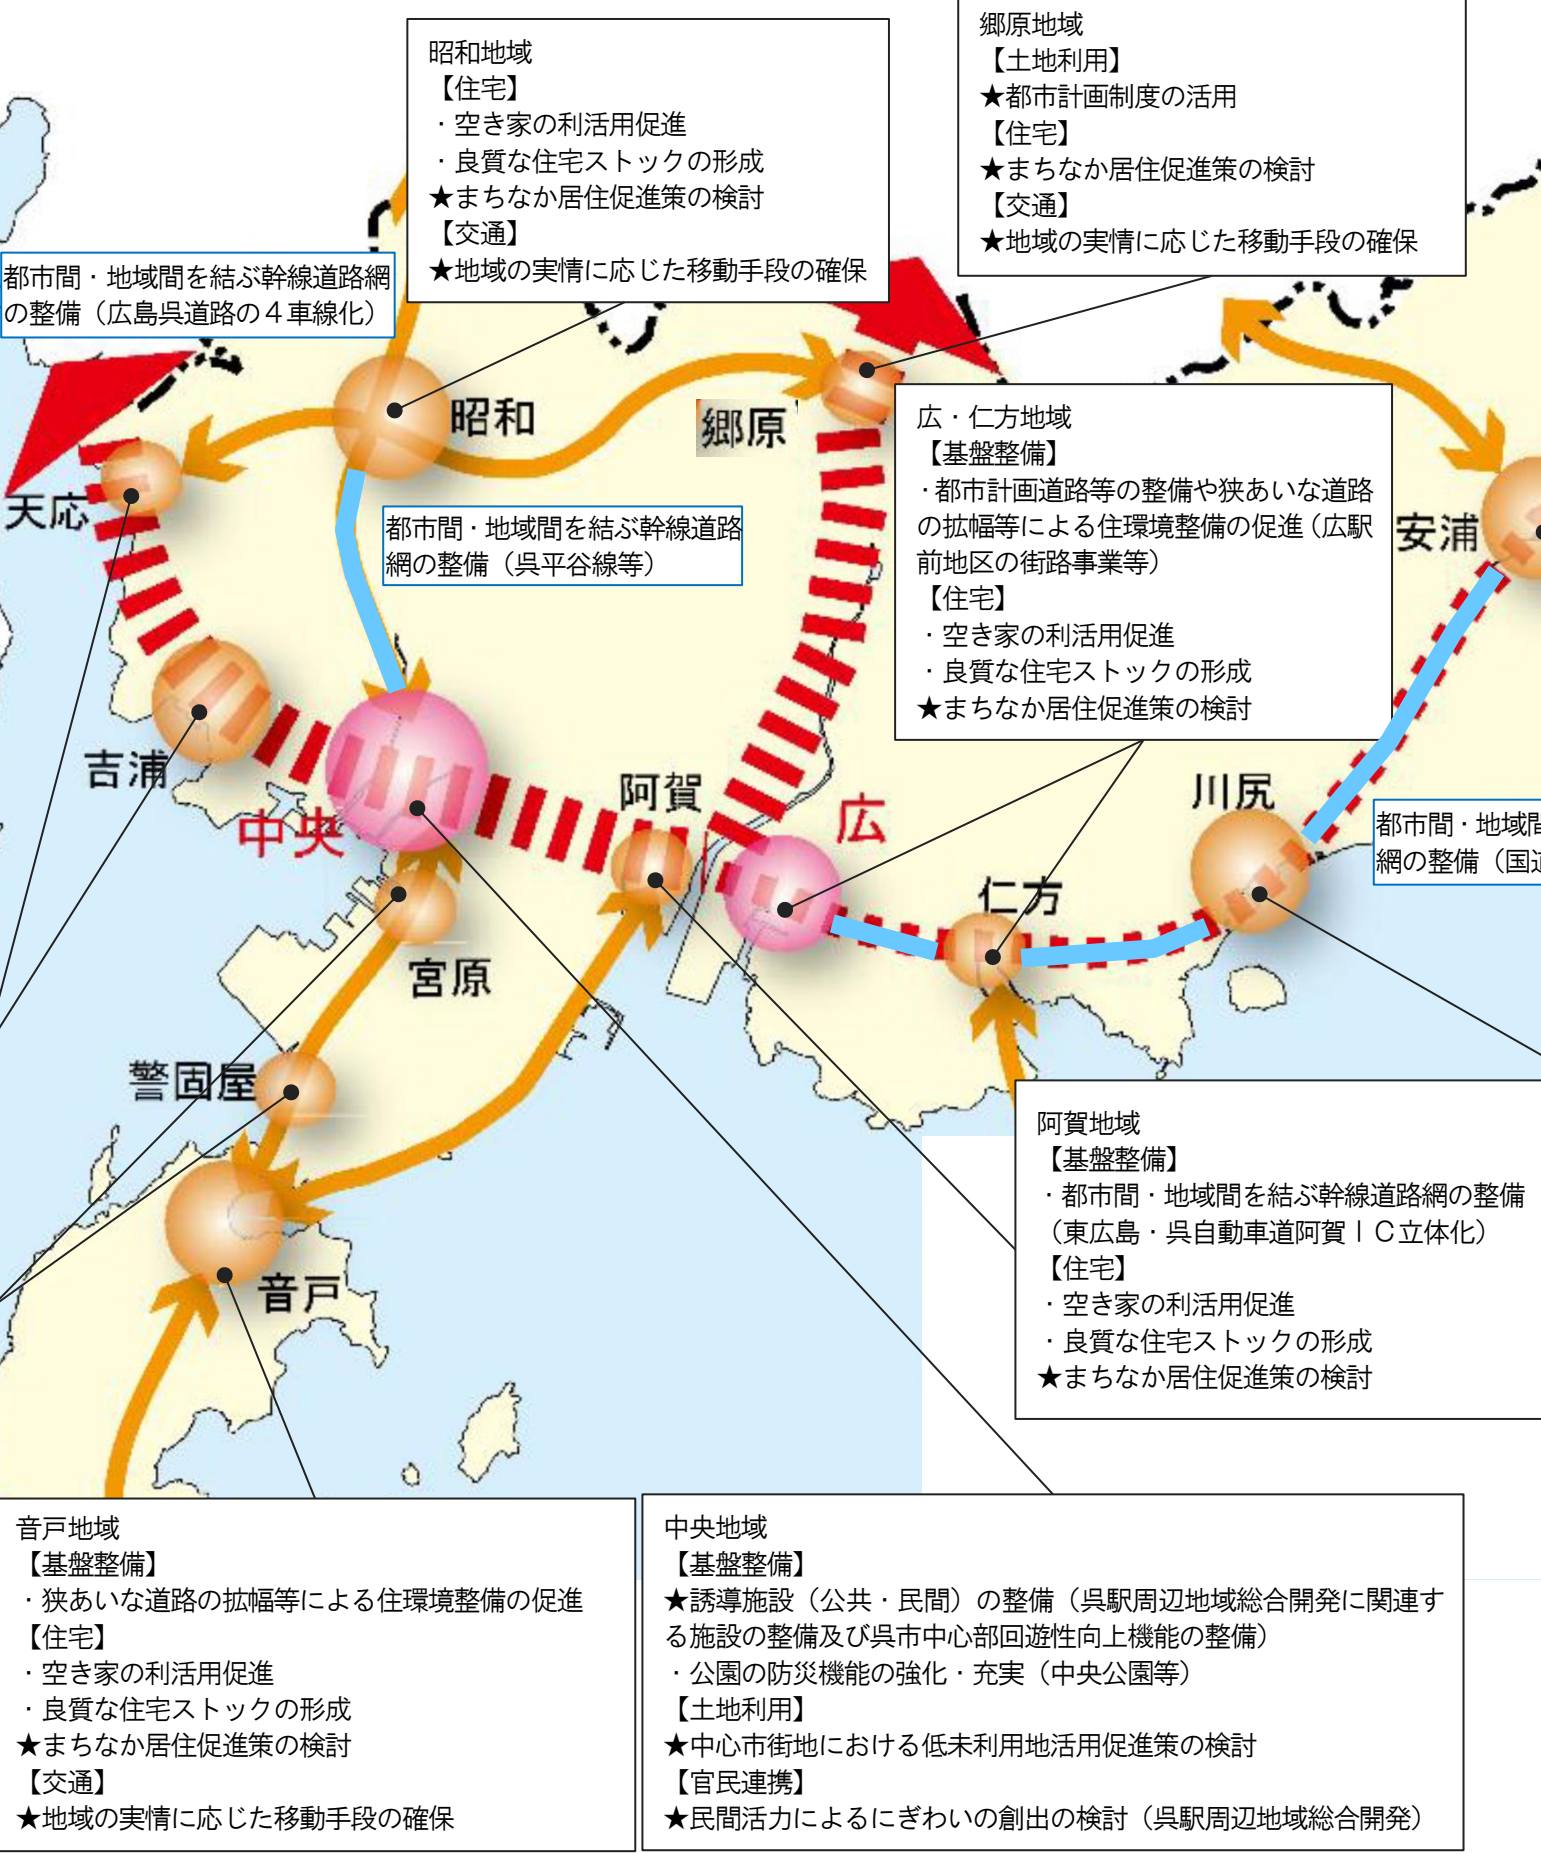 昭和地域
【住宅】
・空き家の利活用促進
・良質な住宅ストックの形成
★まちなか居住促進策の検討
【交通】
★地域の実情に応じた移動手段の確保
郷原地域
【土地利用】
★都市計画制度の活用
【住宅】
★まちなか居住促進策の検討
【交通】
★地域の実情に応じた移動手段の確保
都市間・地域間を結ぶ幹線道路網
の整備（広島呉道路の４車線化）
昭和
郷原
天応
都市間・地域間を結ぶ幹線道路
網の整備（呉平谷線等）
広・仁方地域
【基盤整備】
・都市計画道路等の整備や狭あいな道路
の拡幅等による住環境整備の促進（広駅
前地区の街路事業等）
【住宅】
・空き家の利活用促進
・良質な住宅ストックの形成
★まちなか居住促進策の検討
安浦
吉浦
中央
阿賀
広
川尻
都市間・地域間
網の整備（国道
仁方
宮原
警固屋
音戸
阿賀地域
【基盤整備】
・都市間・地域間を結ぶ幹線道路網の整備
（東広島・呉自動車道阿賀ＩＣ立体化）
【住宅】
・空き家の利活用促進
・良質な住宅ストックの形成
★まちなか居住促進策の検討
音戸地域
【基盤整備】
・狭あいな道路の拡幅等による住環境整備の促進
【住宅】
・空き家の利活用促進
・良質な住宅ストックの形成
★まちなか居住促進策の検討
【交通】
★地域の実情に応じた移動手段の確保
中央地域
【基盤整備】
★誘導施設（公共・民間）の整備（呉駅周辺地域総合開発に関連す
る施設の整備及び呉市中心部回遊性向上機能の整備）
・公園の防災機能の強化・充実（中央公園等）
【土地利用】
★中心市街地における低未利用地活用促進策の検討
【官民連携】
★民間活力によるにぎわいの創出の検討（呉駅周辺地域総合開発）